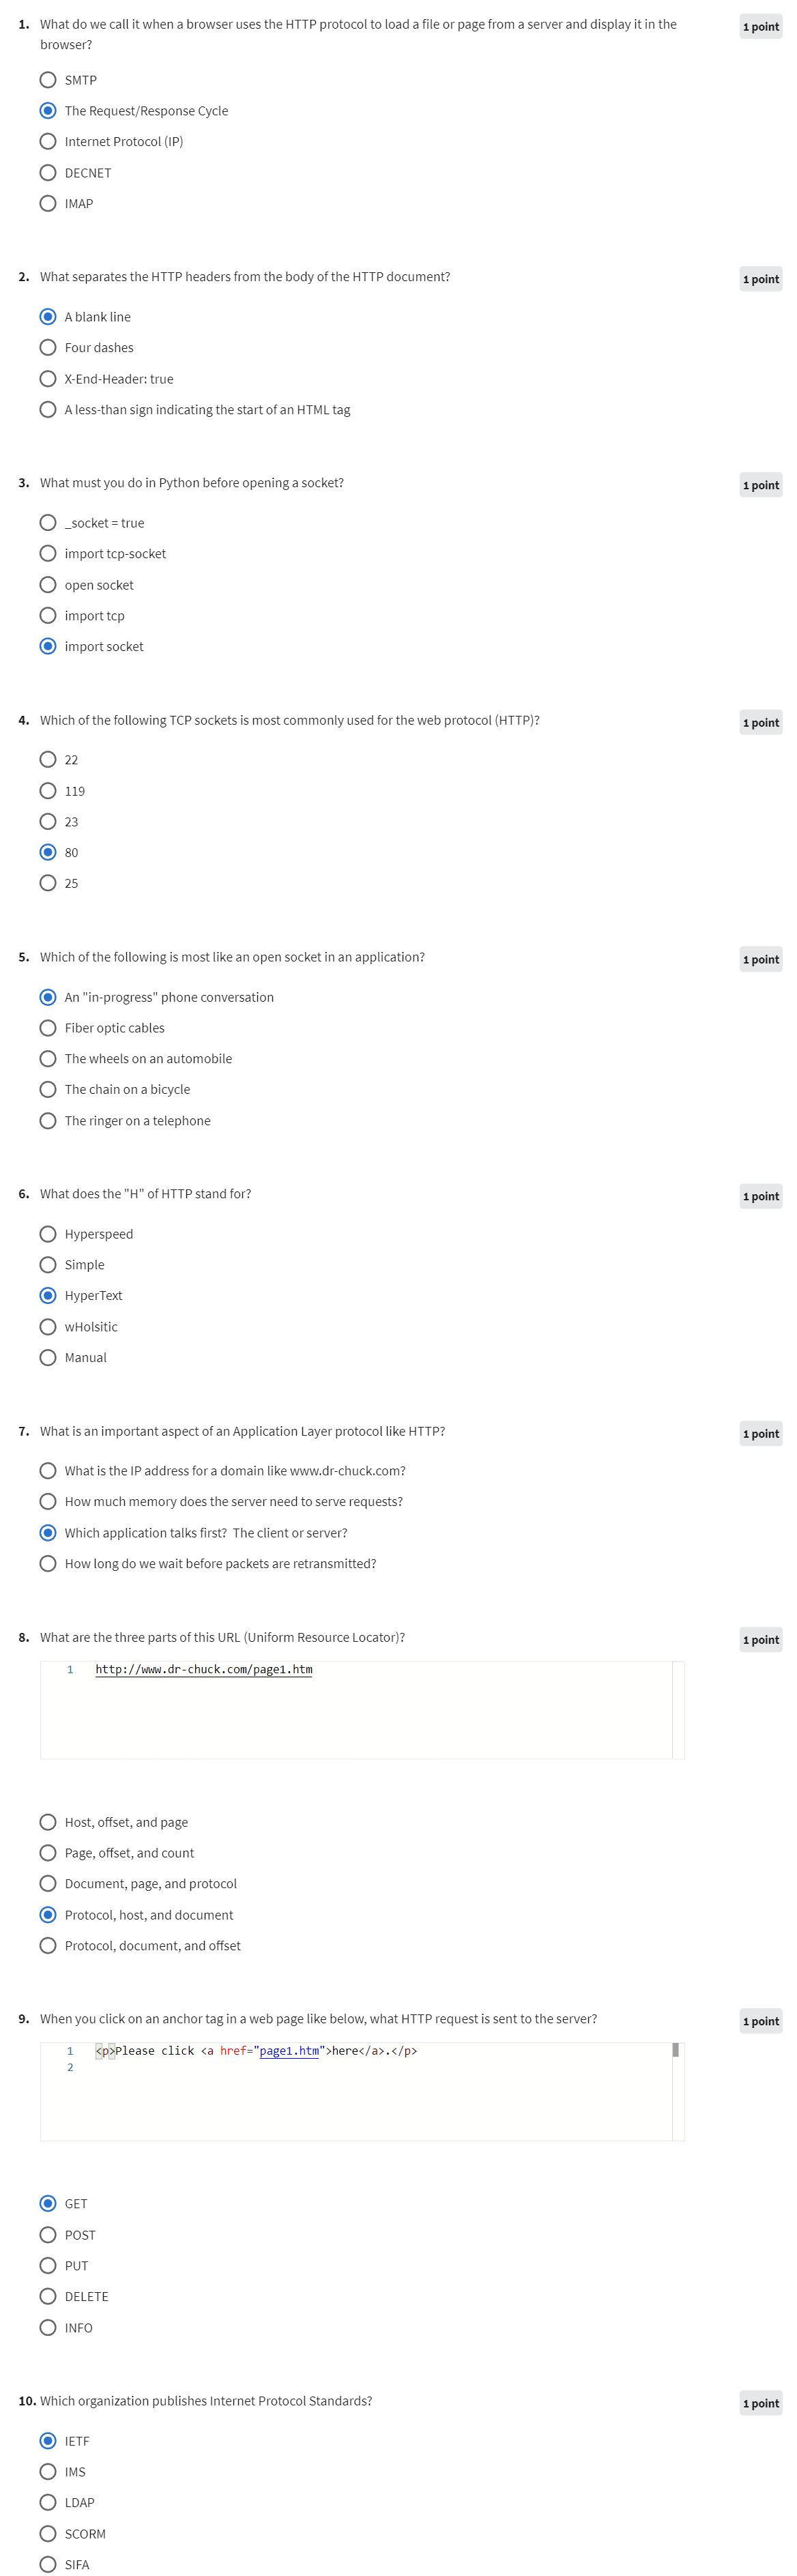 1. What do we call it when a browser uses the HTTP protocol to load a file or page from a server and display it in the
browser?
1 point
SMTP
The Request/Response Cycle
Internet Protocol (IP)
DECNET
IMAP
2. What separates the HTTP headers from the body of the HTTP document?
1 point
A blank line
Four dashes
X-End-Header: true
A less-than sign indicating the start of an HTML tag
3. What must you do in Python before opening a socket?
1 point
_socket = true
import tcp-socket
open socket
import tcp
import socket
4. Which of the following TCP sockets is most commonly used for the web protocol (HTTP)?
1 point
22
119
23
80
25
5. Which of the following is most like an open socket in an application?
1 point
An "in-progress" phone conversation
Fiber optic cables
The wheels on an automobile
The chain on a bicycle
The ringer on a telephone
6. What does the "H" of HTTP stand for?
1 point
Hyperspeed
Simple
HyperText
wHolsitic
Manual
7. What is an important aspect of an Application Layer protocol like HTTP?
1 point
What is the IP address for a domain like www.dr-chuck.com?
How much memory does the server need to serve requests?
Which application talks first? The client or server?
How long do we wait before packets are retransmitted?
8. What are the three parts of this URL (Uniform Resource Locator)?
1 point
1 http://www.dr-chuck.com/page1.htm
Host, offset, and page
Page, offset, and count
Document, page, and protocol
Protocol, host, and document
Protocol, document, and offset
9. When you click on an anchor tag in a web page like below, what HTTP request is sent to the server?
1 point
1 <p>Please click <a href="page1.htm">here</a>.</p>
2
GET
POST
PUT
DELETE
INFO
10. Which organization publishes Internet Protocol Standards?
1 point
IETF
IMS
LDAP
SCORM
SIFA